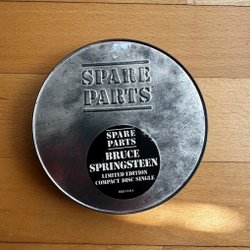 SPARE
PARTS
SPARE
PARTS
BRUCE
SPRINGSTEEN
LIMITED EDITION
COMPACT DISC SINGLE